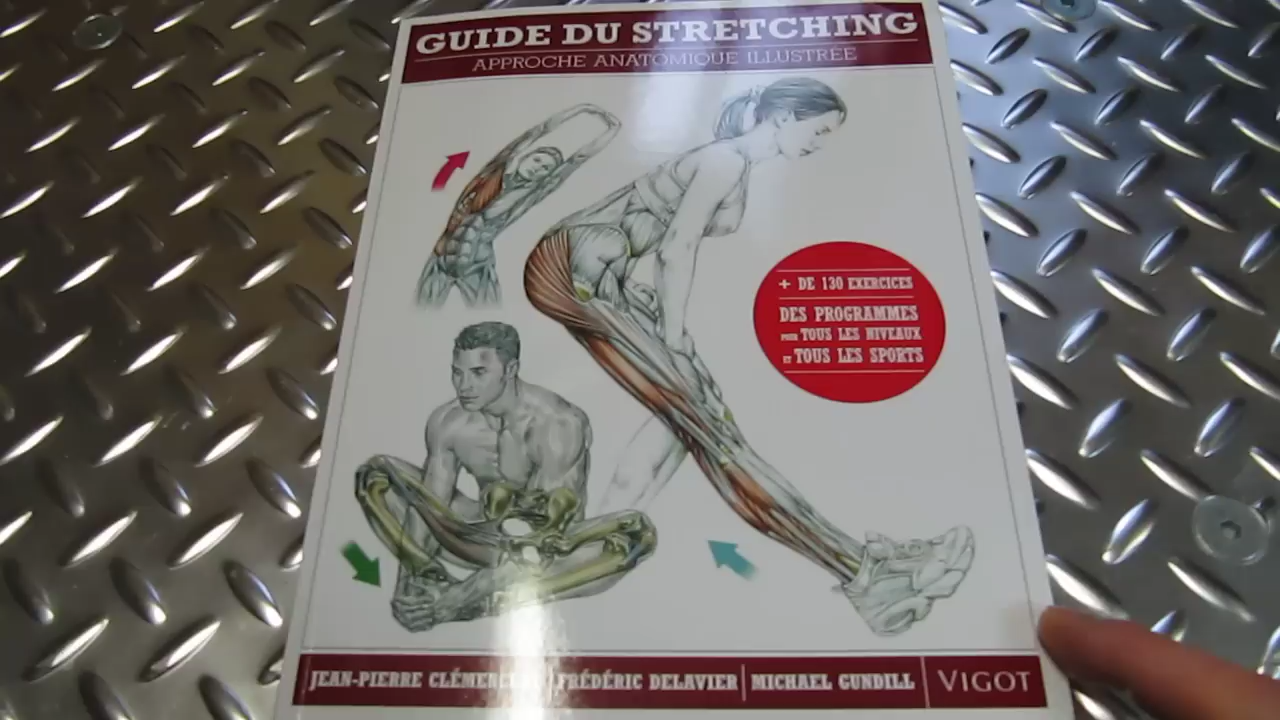 GUIDE DU STRETCHING
APPROCHE ANATOMIQUE ILLUSTRÉE
+ DE 130 EXERCICES
DES PROGRAMMES
POUR TOUS LES NIVEAUX
ET TOUS LES SPORTS
JEAN-PIERRE FRÉDÉRIC DELAVIER MICHAEL GUNDILL VIGOT